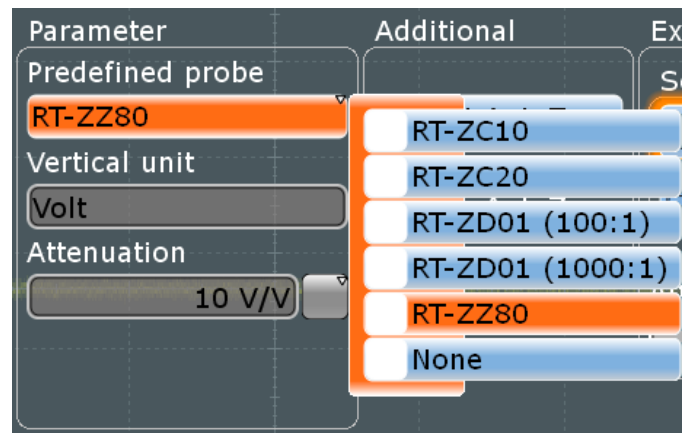 Parameter
Predefined probe
RT-ZZ80
Vertical unit
Volt
Attenuation
10 V/V
Additional
RT-ZC10
RT-ZC20
RT-ZD01 (100:1)
RT-ZD01 (1000:1)
RT-ZZ80
None